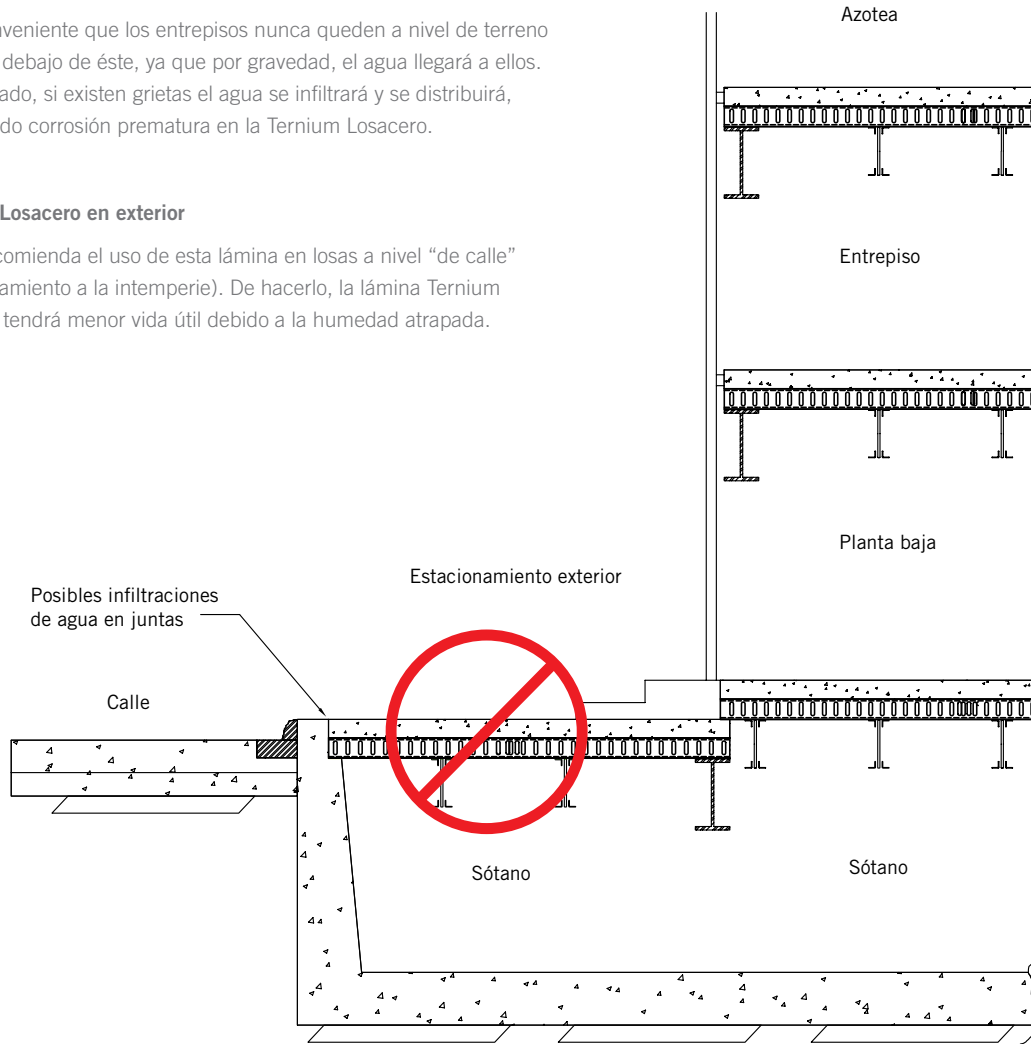 nveniente que los entrepisos nunca queden a nivel de terreno
debajo de éste, ya que por gravedad, el agua llegará a ellos.
ado, si existen grietas el agua se infiltrará y se distribuirá,
do corrosión prematura en la Ternium Losacero.
Losacero en exterior
comienda el uso de esta lámina en losas a nivel “de calle”
amiento a la intemperie). De hacerlo, la lámina Ternium
tendrá menor vida útil debido a la humedad atrapada.
Azotea
Entrepiso
Planta baja
Estacionamiento exterior
Posibles infiltraciones
de agua en juntas
Calle
Sótano
Sótano